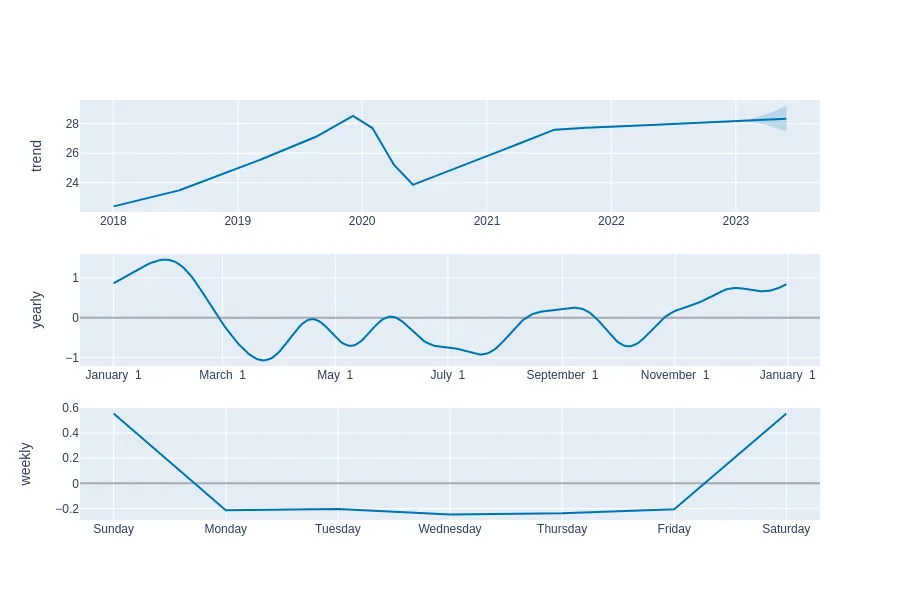 trend
28
26
24
2018 2019 2020 2021 2022 2023
yearly
1
0
−1
January 1 March 1 May 1 July 1 September 1 November 1 January 1
weekly
0.6
0.4
0.2
0
−0.2
Sunday Monday Tuesday Wednesday Thursday Friday Saturday